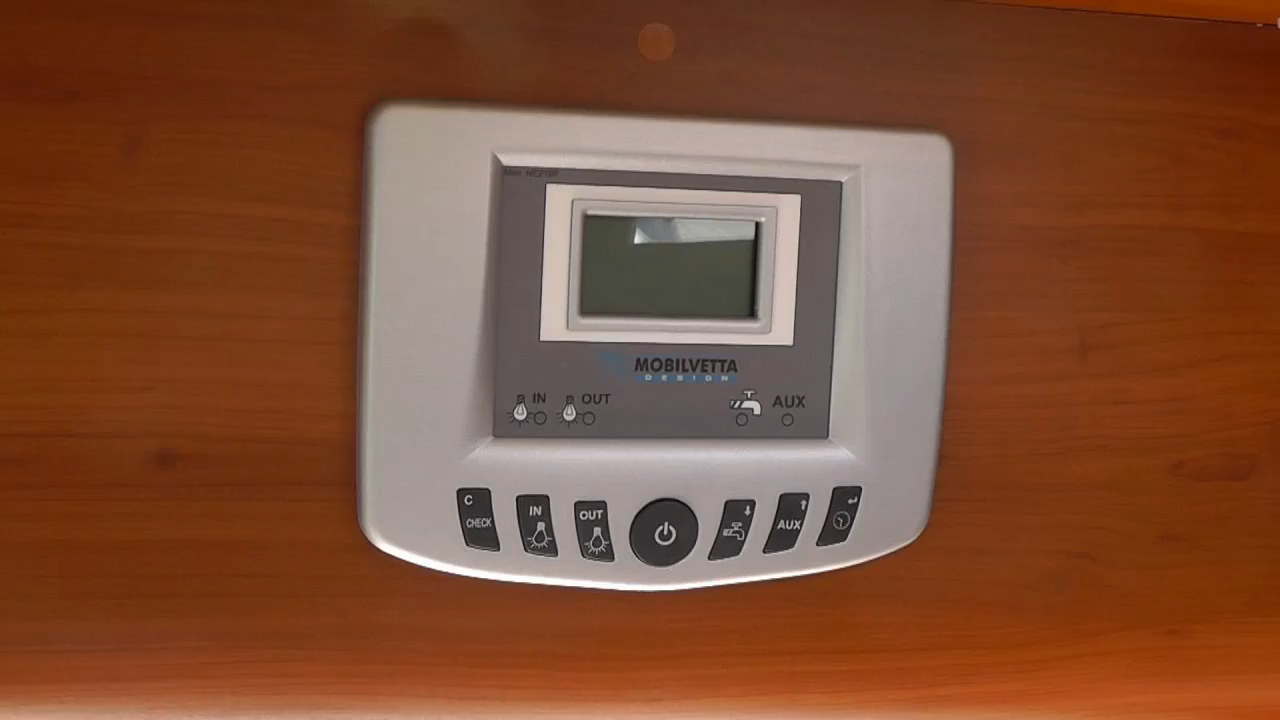 MOBILVETTA
DESIGN
IN OUT AUX
C
CHECK
IN
OUT
AUX